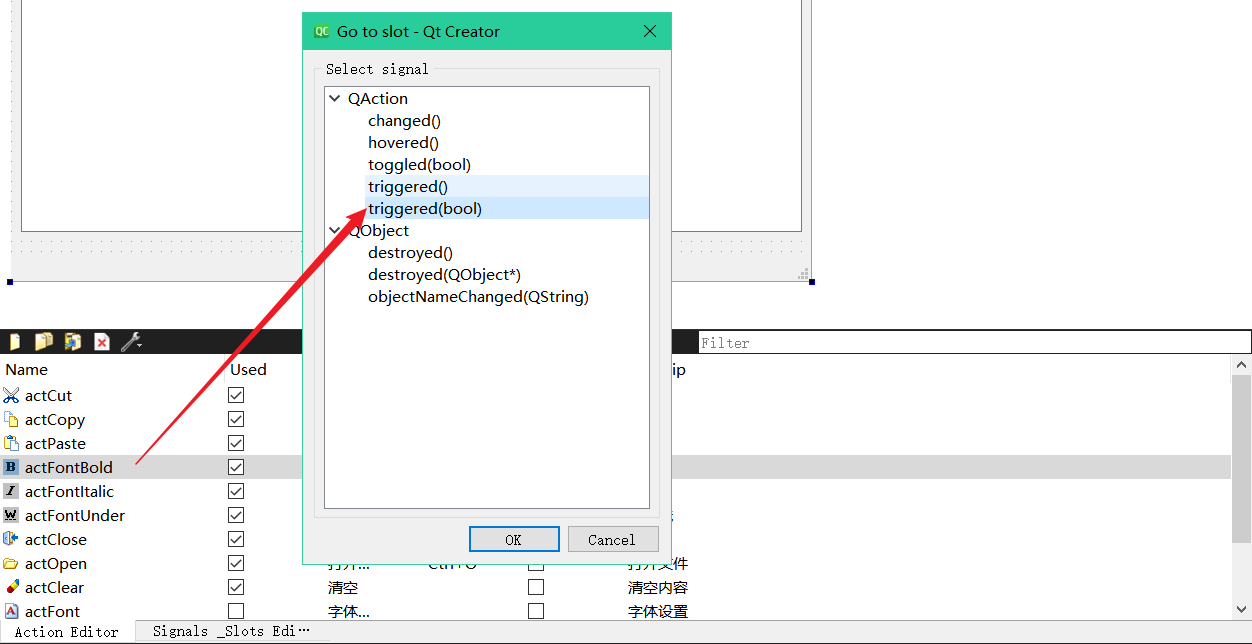 QC Go to slot - Qt Creator
Select signal
QAction
changed()
hovered()
toggled(bool)
triggered()
triggered(bool)
QObject
destroyed()
destroyed(QObject*)
objectNameChanged(QString)
OK Cancel
Filter
Name Used ip
actCut
actCopy
actPaste
B actFontBold
I actFontItalic
W actFontUnder
actClose
actOpen 打开... Ctrl+O 打开文件
actClear 清空 清空内容
A actFont 字体... 字体设置
Action Editor Signals _Slots Edi…